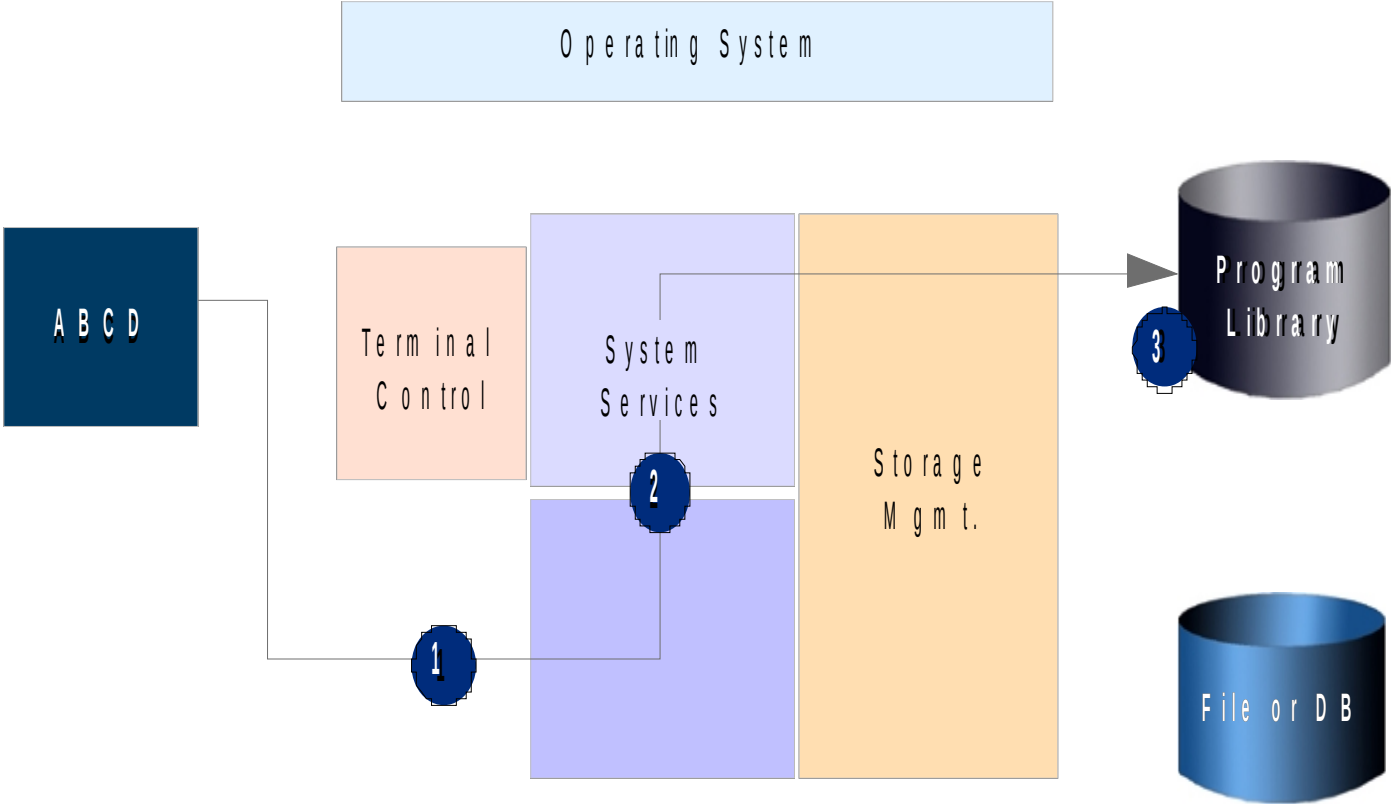 Operating System
ABCD
Terminal
Control
System
Services
Storage
Mgmt.
Program
Library
3
2
1
File or DB